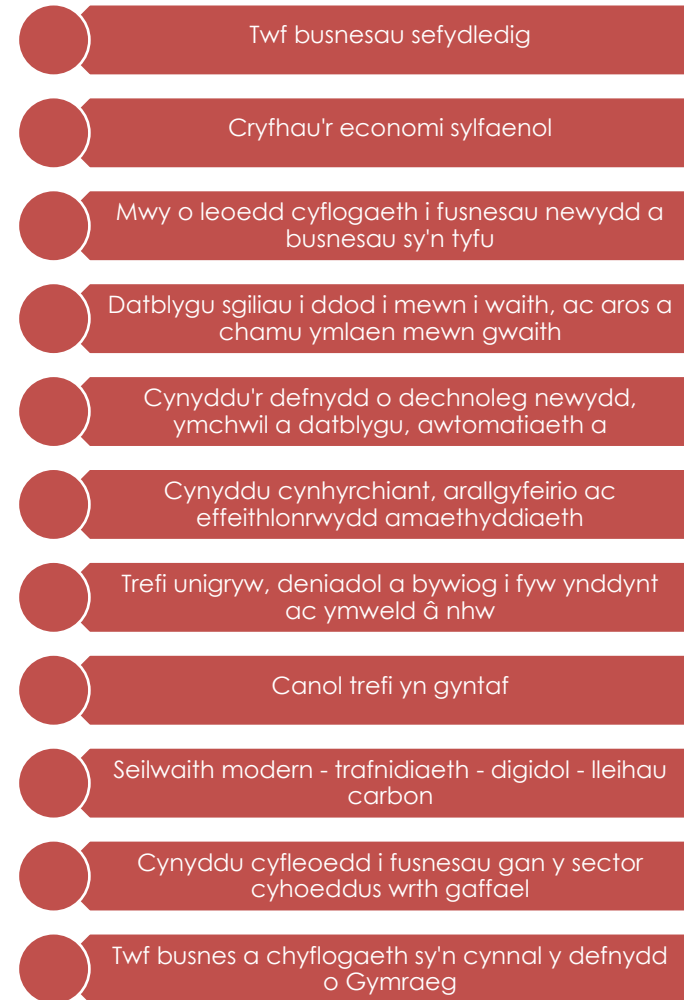 Twf busnesau sefydledig
Cryfhau'r economi sylfaenol
Mwy o leoedd cyflogaeth i fusnesau newydd a
busnesau sy'n tyfu
Datblygu sgiliau i ddod i mewn i waith, ac aros a
chamu ymlaen mewn gwaith
Cynyddu'r defnydd o dechnoleg newydd,
ymchwil a datblygu, awtomatiaeth a
Cynyddu cynhyrchiant, arallgyfeirio ac
effeithlonrwydd amaethyddiaeth
Trefi unigryw, deniadol a bywiog i fyw ynddynt
ac ymweld â nhw
Canol trefi yn gyntaf
Seilwaith modern - trafnidiaeth - digidol - lleihau
carbon
Cynyddu cyfleoedd i fusnesau gan y sector
cyhoeddus wrth gaffael
Twf busnes a chyflogaeth sy'n cynnal y defnydd
o Gymraeg